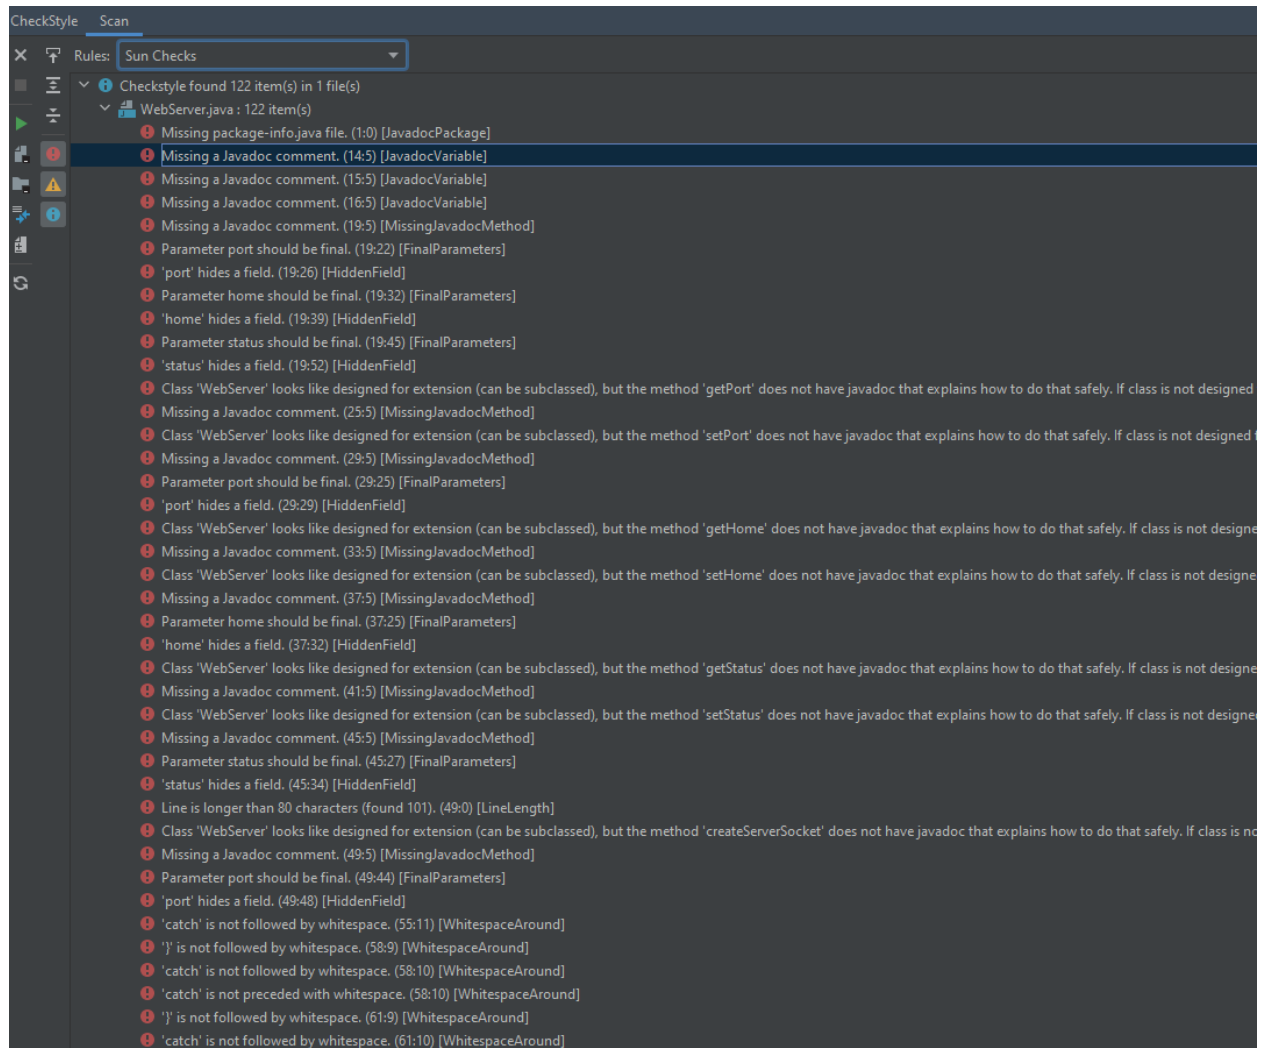 CheckStyle Scan
Rules: Sun Checks
Checkstyle found 122 item(s) in 1 file(s)
WebServer.java : 122 item(s)
Missing package-info.java file. (1:0) [JavadocPackage]
Missing a Javadoc comment. (14:5) [JavadocVariable]
Missing a Javadoc comment. (15:5) [JavadocVariable]
Missing a Javadoc comment. (16:5) [JavadocVariable]
Missing a Javadoc comment. (19:5) [MissingJavadocMethod]
Parameter port should be final. (19:22) [FinalParameters]
'port' hides a field. (19:26) [HiddenField]
Parameter home should be final. (19:32) [FinalParameters]
'home' hides a field. (19:39) [HiddenField]
Parameter status should be final. (19:45) [FinalParameters]
'status' hides a field. (19:52) [HiddenField]
Class 'WebServer' looks like designed for extension (can be subclassed), but the method 'getPort' does not have javadoc that explains how to do that safely. If class is not designed
Missing a Javadoc comment. (25:5) [MissingJavadocMethod]
Class 'WebServer' looks like designed for extension (can be subclassed), but the method 'setPort' does not have javadoc that explains how to do that safely. If class is not designed
Missing a Javadoc comment. (29:5) [MissingJavadocMethod]
Parameter port should be final. (29:25) [FinalParameters]
'port' hides a field. (29:29) [HiddenField]
Class 'WebServer' looks like designed for extension (can be subclassed), but the method 'getHome' does not have javadoc that explains how to do that safely. If class is not designe
Missing a Javadoc comment. (33:5) [MissingJavadocMethod]
Class 'WebServer' looks like designed for extension (can be subclassed), but the method 'setHome' does not have javadoc that explains how to do that safely. If class is not designe
Missing a Javadoc comment. (37:5) [MissingJavadocMethod]
Parameter home should be final. (37:25) [FinalParameters]
'home' hides a field. (37:32) [HiddenField]
Class 'WebServer' looks like designed for extension (can be subclassed), but the method 'getStatus' does not have javadoc that explains how to do that safely. If class is not designe
Missing a Javadoc comment. (41:5) [MissingJavadocMethod]
Class 'WebServer' looks like designed for extension (can be subclassed), but the method 'setStatus' does not have javadoc that explains how to do that safely. If class is not designe
Missing a Javadoc comment. (45:5) [MissingJavadocMethod]
Parameter status should be final. (45:27) [FinalParameters]
'status' hides a field. (45:34) [HiddenField]
Line is longer than 80 characters (found 101). (49:0) [LineLength]
Class 'WebServer' looks like designed for extension (can be subclassed), but the method 'createServerSocket' does not have javadoc that explains how to do that safely. If class is no
Missing a Javadoc comment. (49:5) [MissingJavadocMethod]
Parameter port should be final. (49:44) [FinalParameters]
'port' hides a field. (49:48) [HiddenField]
'catch' is not followed by whitespace. (55:11) [WhitespaceAround]
'}' is not followed by whitespace. (58:9) [WhitespaceAround]
'catch' is not followed by whitespace. (58:10) [WhitespaceAround]
'catch' is not preceded with whitespace. (58:10) [WhitespaceAround]
'}' is not followed by whitespace. (61:9) [WhitespaceAround]
'catch' is not followed by whitespace. (61:10) [WhitespaceAround]